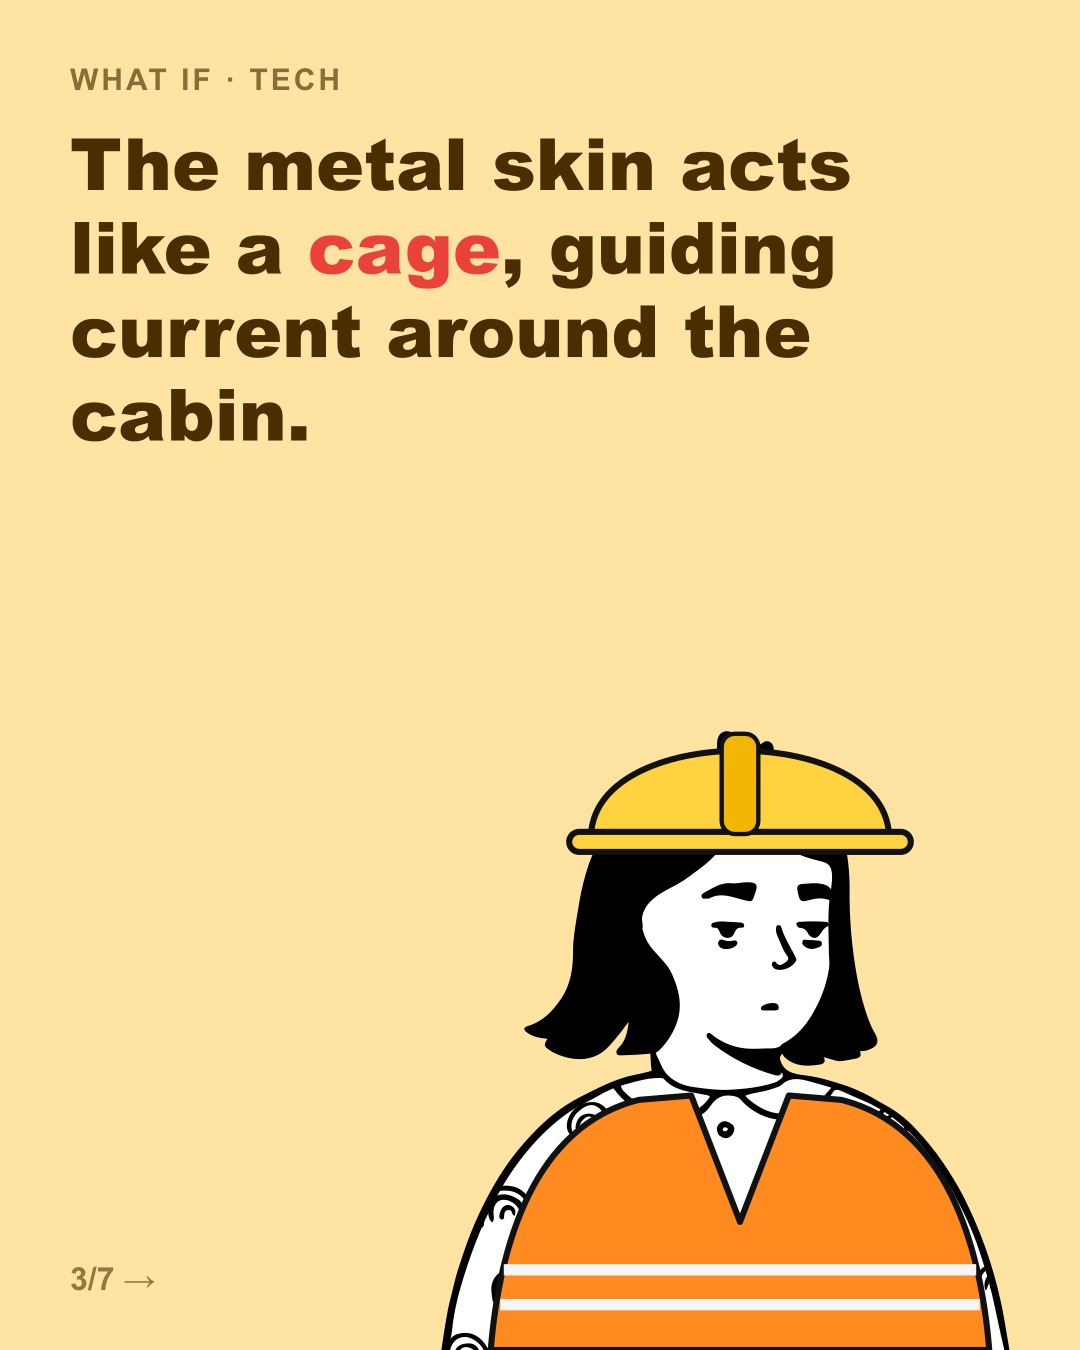 WHAT IF · TECH
The metal skin acts
like a cage, guiding
current around the
cabin.
3/7 →